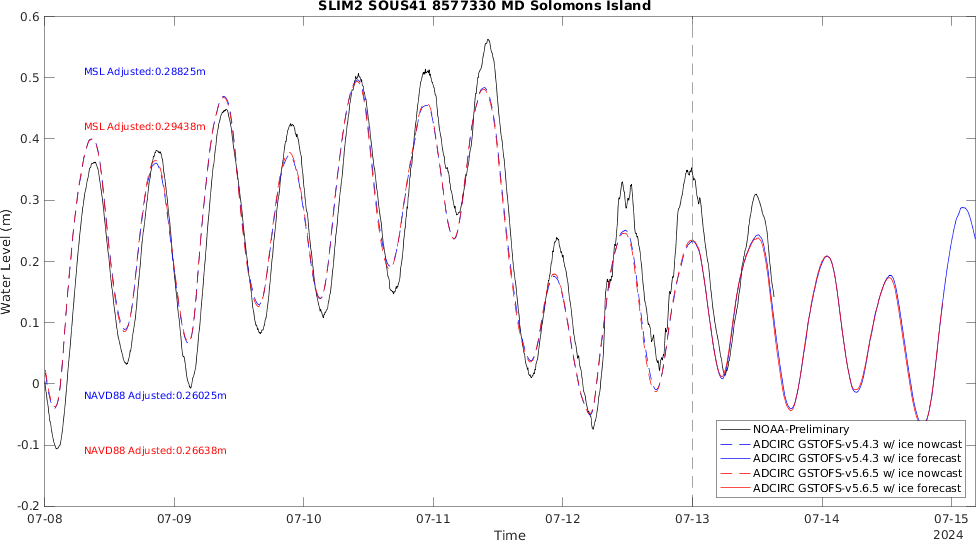 SLIM2 SOUS41 8577330 MD Solomons Island
0.6
0.5
0.4
0.3
0.2
0.1
0
-0.1
-0.2
Water Level (m)
MSL Adjusted:0.28825m
MSL Adjusted:0.29438m
NAVD88 Adjusted:0.26025m
NAVD88 Adjusted:0.26638m
NOAA-Preliminary
ADCIRC GSTOFS-v5.4.3 w/ ice nowcast
ADCIRC GSTOFS-v5.4.3 w/ ice forecast
ADCIRC GSTOFS-v5.6.5 w/ ice nowcast
ADCIRC GSTOFS-v5.6.5 w/ ice forecast
07-08 07-09 07-10 07-11 07-12 07-13 07-14 07-15
Time
2024